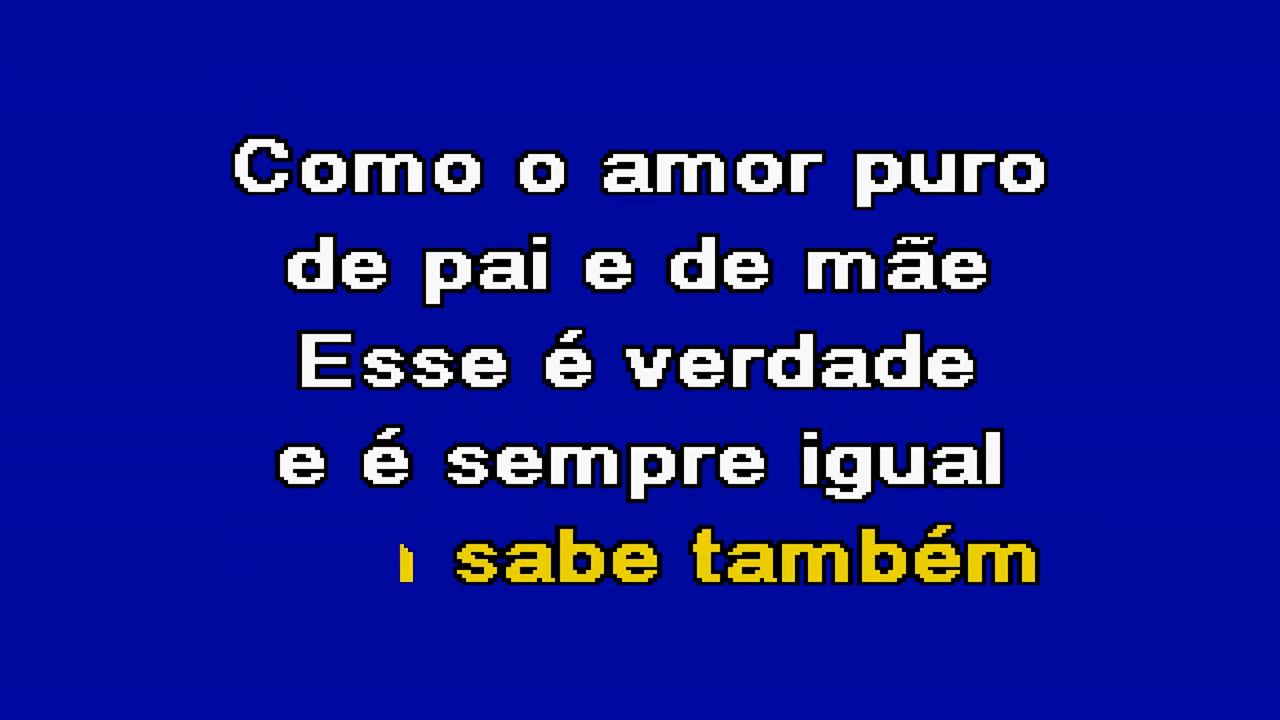 Como o amor puro
de pai e de mãe
Esse é verdade
e é sempre igual
sabe também